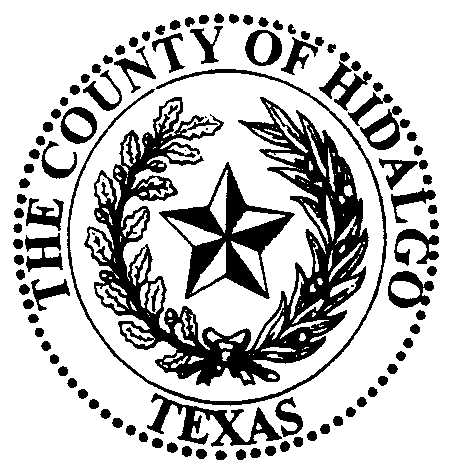 THE COUNTY OF HIDALGO
TEXAS